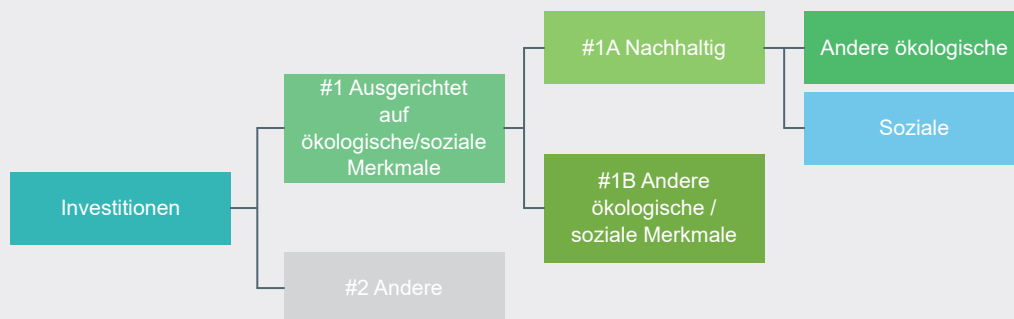 Investitionen
#1 Ausgerichtet
auf
ökologische/soziale
Merkmale
#2 Andere
#1A Nachhaltig
#1B Andere
ökologische /
soziale Merkmale
Andere ökologische
Soziale